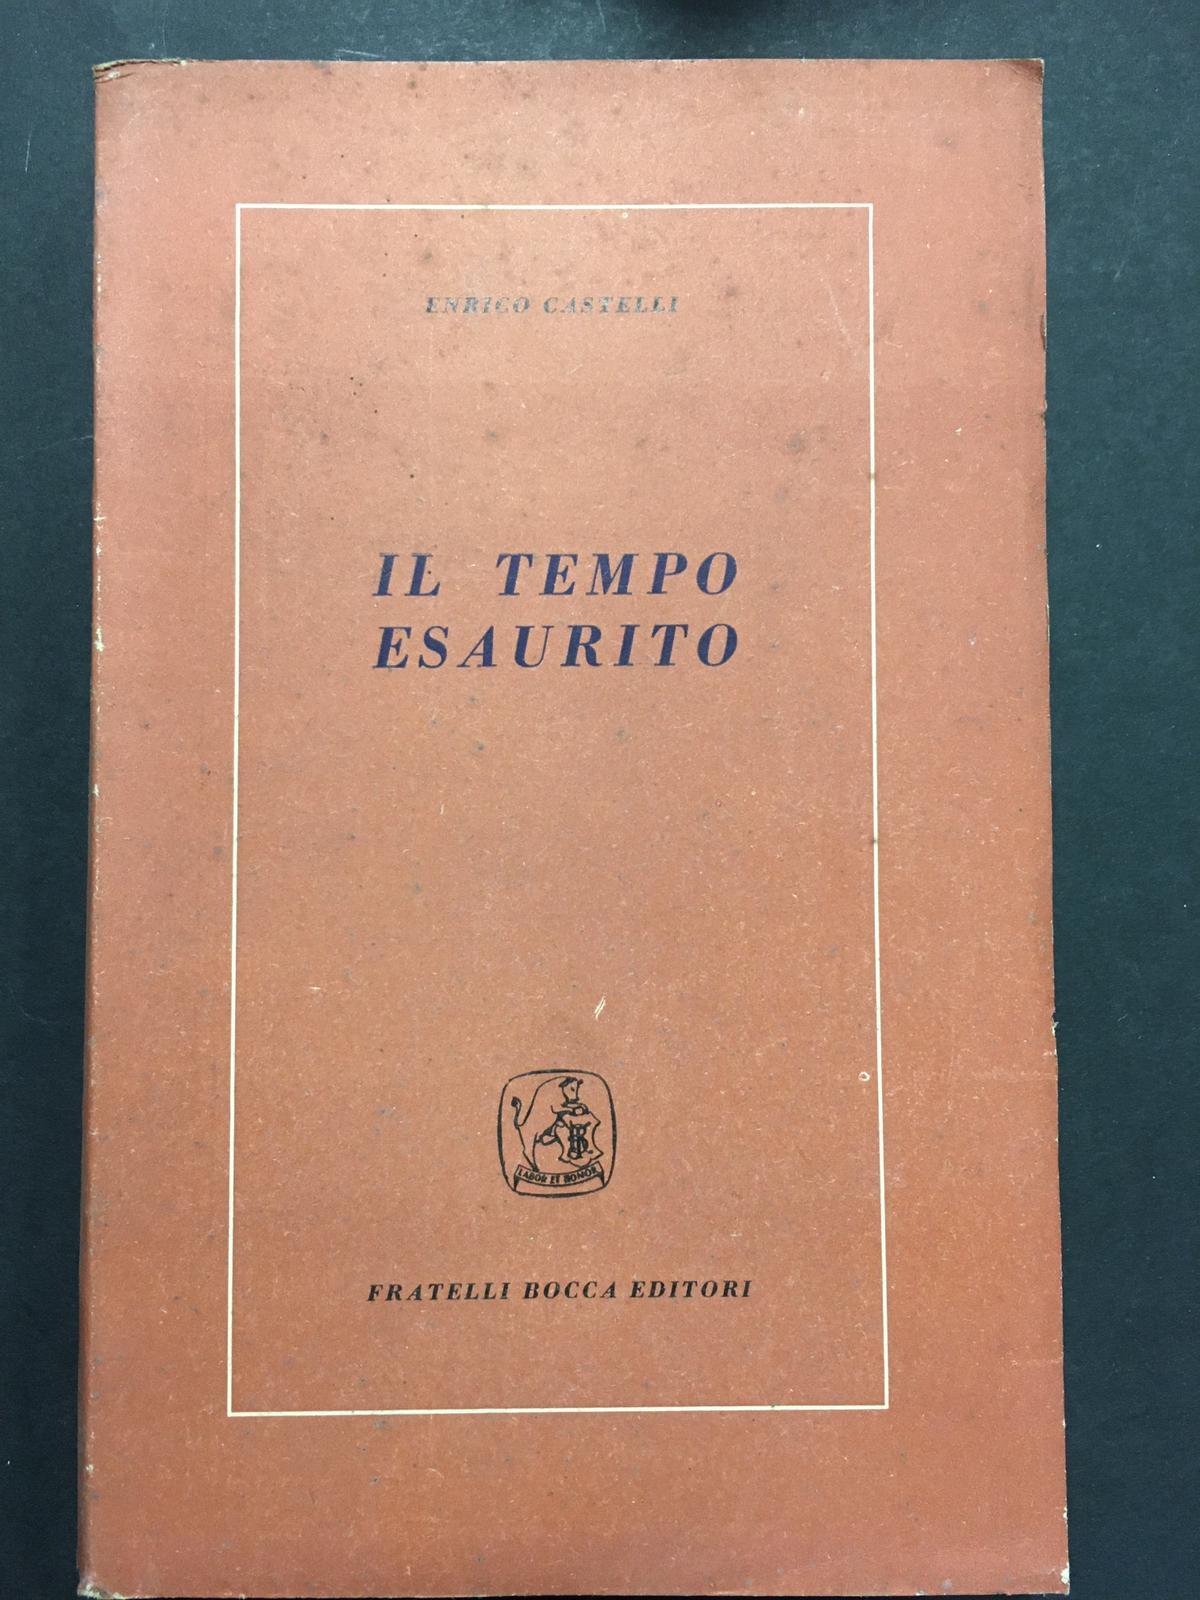 ENRICO CASTELLI
IL TEMPO
ESAURITO
LABOR ET HONOR
FRATELLI BOCCA EDITORI